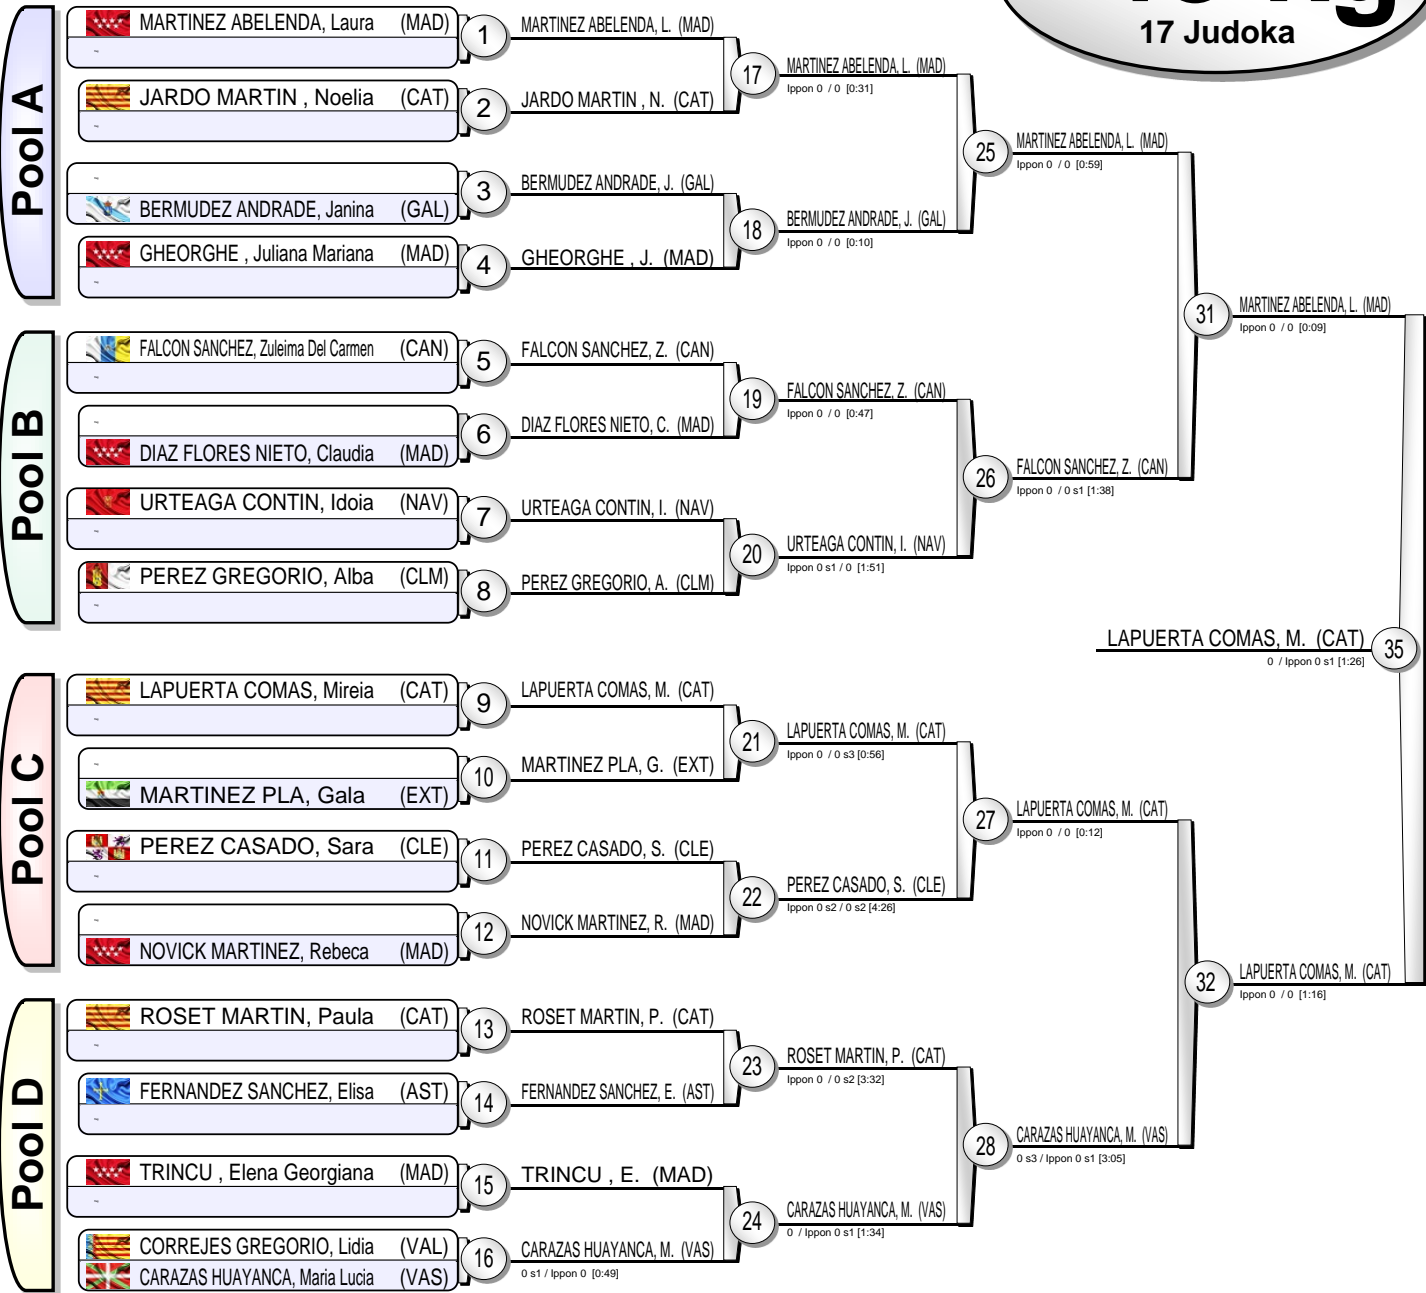 17 Judoka
Pool A
MARTINEZ ABELENDA, Laura (MAD)
1
JARDO MARTIN , Noelia (CAT)
2
BERMUDEZ ANDRADE, Janina (GAL)
3
GHEORGHE , Juliana Mariana (MAD)
4
Pool B
FALCON SANCHEZ, Zuleima Del Carmen (CAN)
5
DIAZ FLORES NIETO, Claudia (MAD)
6
URTEAGA CONTIN, Idoia (NAV)
7
PEREZ GREGORIO, Alba (CLM)
8
Pool C
LAPUERTA COMAS, Mireia (CAT)
9
MARTINEZ PLA, Gala (EXT)
10
PEREZ CASADO, Sara (CLE)
11
NOVICK MARTINEZ, Rebeca (MAD)
12
Pool D
ROSET MARTIN, Paula (CAT)
13
FERNANDEZ SANCHEZ, Elisa (AST)
14
TRINCU , Elena Georgiana (MAD)
15
CORREJES GREGORIO, Lidia (VAL)
CARAZAS HUAYANCA, Maria Lucia (VAS)
16
MARTINEZ ABELENDA, L. (MAD)
JARDO MARTIN , N. (CAT)
17
BERMUDEZ ANDRADE, J. (GAL)
GHEORGHE , J. (MAD)
18
FALCON SANCHEZ, Z. (CAN)
DIAZ FLORES NIETO, C. (MAD)
19
URTEAGA CONTIN, I. (NAV)
PEREZ GREGORIO, A. (CLM)
20
LAPUERTA COMAS, M. (CAT)
MARTINEZ PLA, G. (EXT)
21
PEREZ CASADO, S. (CLE)
NOVICK MARTINEZ, R. (MAD)
22
ROSET MARTIN, P. (CAT)
FERNANDEZ SANCHEZ, E. (AST)
23
TRINCU , E. (MAD)
CARAZAS HUAYANCA, M. (VAS)
0 s1 / Ippon 0 [0:49]
24
MARTINEZ ABELENDA, L. (MAD)
Ippon 0 / 0 [0:31]
BERMUDEZ ANDRADE, J. (GAL)
Ippon 0 / 0 [0:10]
25
FALCON SANCHEZ, Z. (CAN)
Ippon 0 / 0 [0:47]
URTEAGA CONTIN, I. (NAV)
Ippon 0 s1 / 0 [1:51]
26
LAPUERTA COMAS, M. (CAT)
Ippon 0 / 0 s3 [0:56]
PEREZ CASADO, S. (CLE)
Ippon 0 s2 / 0 s2 [4:26]
27
ROSET MARTIN, P. (CAT)
Ippon 0 / 0 s2 [3:32]
CARAZAS HUAYANCA, M. (VAS)
0 / Ippon 0 s1 [1:34]
28
MARTINEZ ABELENDA, L. (MAD)
Ippon 0 / 0 [0:59]
FALCON SANCHEZ, Z. (CAN)
Ippon 0 / 0 s1 [1:38]
31
LAPUERTA COMAS, M. (CAT)
Ippon 0 / 0 [0:12]
CARAZAS HUAYANCA, M. (VAS)
0 s3 / Ippon 0 s1 [3:05]
32
MARTINEZ ABELENDA, L. (MAD)
Ippon 0 / 0 [0:09]
LAPUERTA COMAS, M. (CAT)
Ippon 0 / 0 [1:16]
LAPUERTA COMAS, M. (CAT)
0 / Ippon 0 s1 [1:26]
35